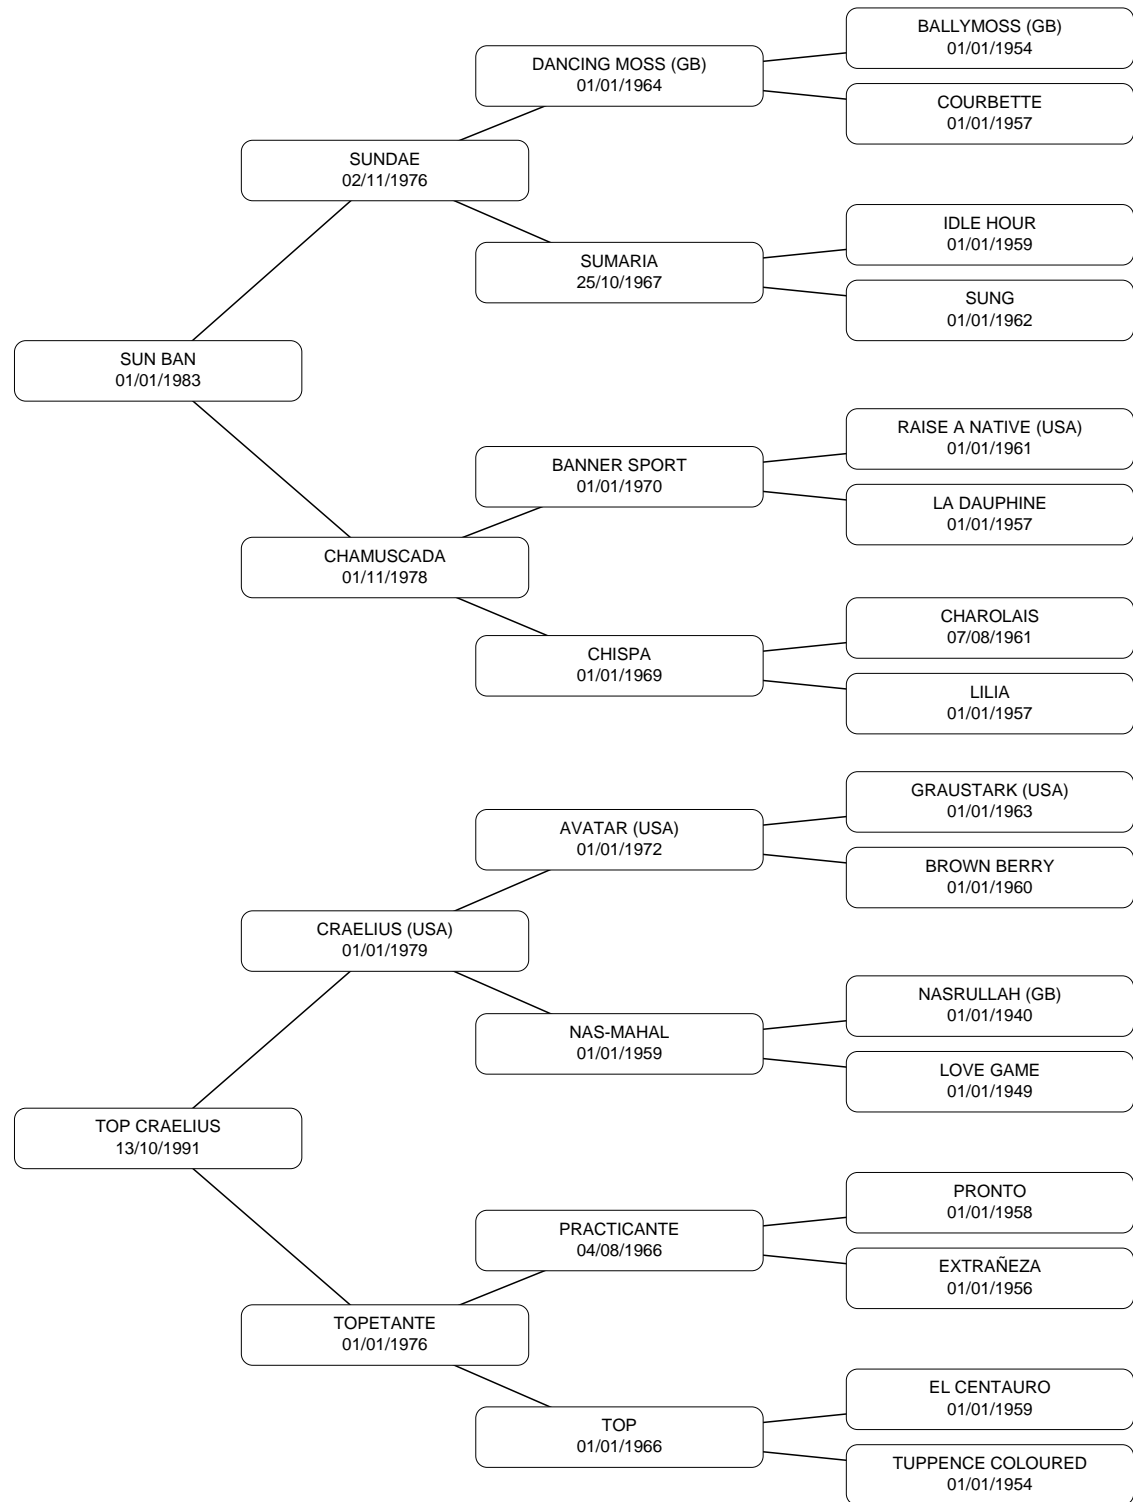 BALLYMOSS (GB)
01/01/1954
DANCING MOSS (GB)
01/01/1964
COURBETTE
01/01/1957
SUNDAE
02/11/1976
IDLE HOUR
01/01/1959
SUMARIA
25/10/1967
SUNG
01/01/1962
SUN BAN
01/01/1983
RAISE A NATIVE (USA)
01/01/1961
BANNER SPORT
01/01/1970
LA DAUPHINE
01/01/1957
CHAMUSCADA
01/11/1978
CHAROLAIS
07/08/1961
CHISPA
01/01/1969
LILIA
01/01/1957
GRAUSTARK (USA)
01/01/1963
AVATAR (USA)
01/01/1972
BROWN BERRY
01/01/1960
CRAELIUS (USA)
01/01/1979
NASRULLAH (GB)
01/01/1940
NAS-MAHAL
01/01/1959
LOVE GAME
01/01/1949
TOP CRAELIUS
13/10/1991
PRONTO
01/01/1958
PRACTICANTE
04/08/1966
EXTRAÑEZA
01/01/1956
TOPETANTE
01/01/1976
EL CENTAURO
01/01/1959
TOP
01/01/1966
TUPPENCE COLOURED
01/01/1954